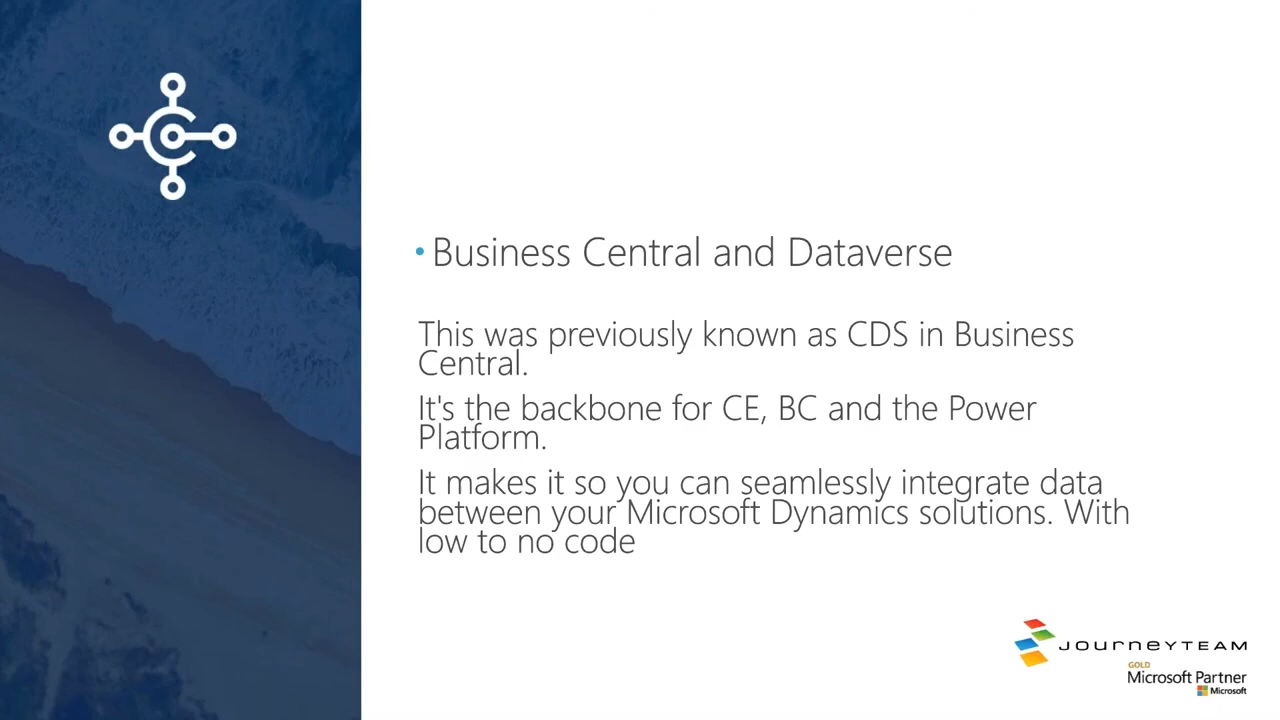 • Business Central and Dataverse
This was previously known as CDS in Business
Central.
It's the backbone for CE, BC and the Power
Platform.
It makes it so you can seamlessly integrate data
between your Microsoft Dynamics solutions. With
low to no code
JOURNEYTEAM
GOLD
Microsoft Partner
Microsoft